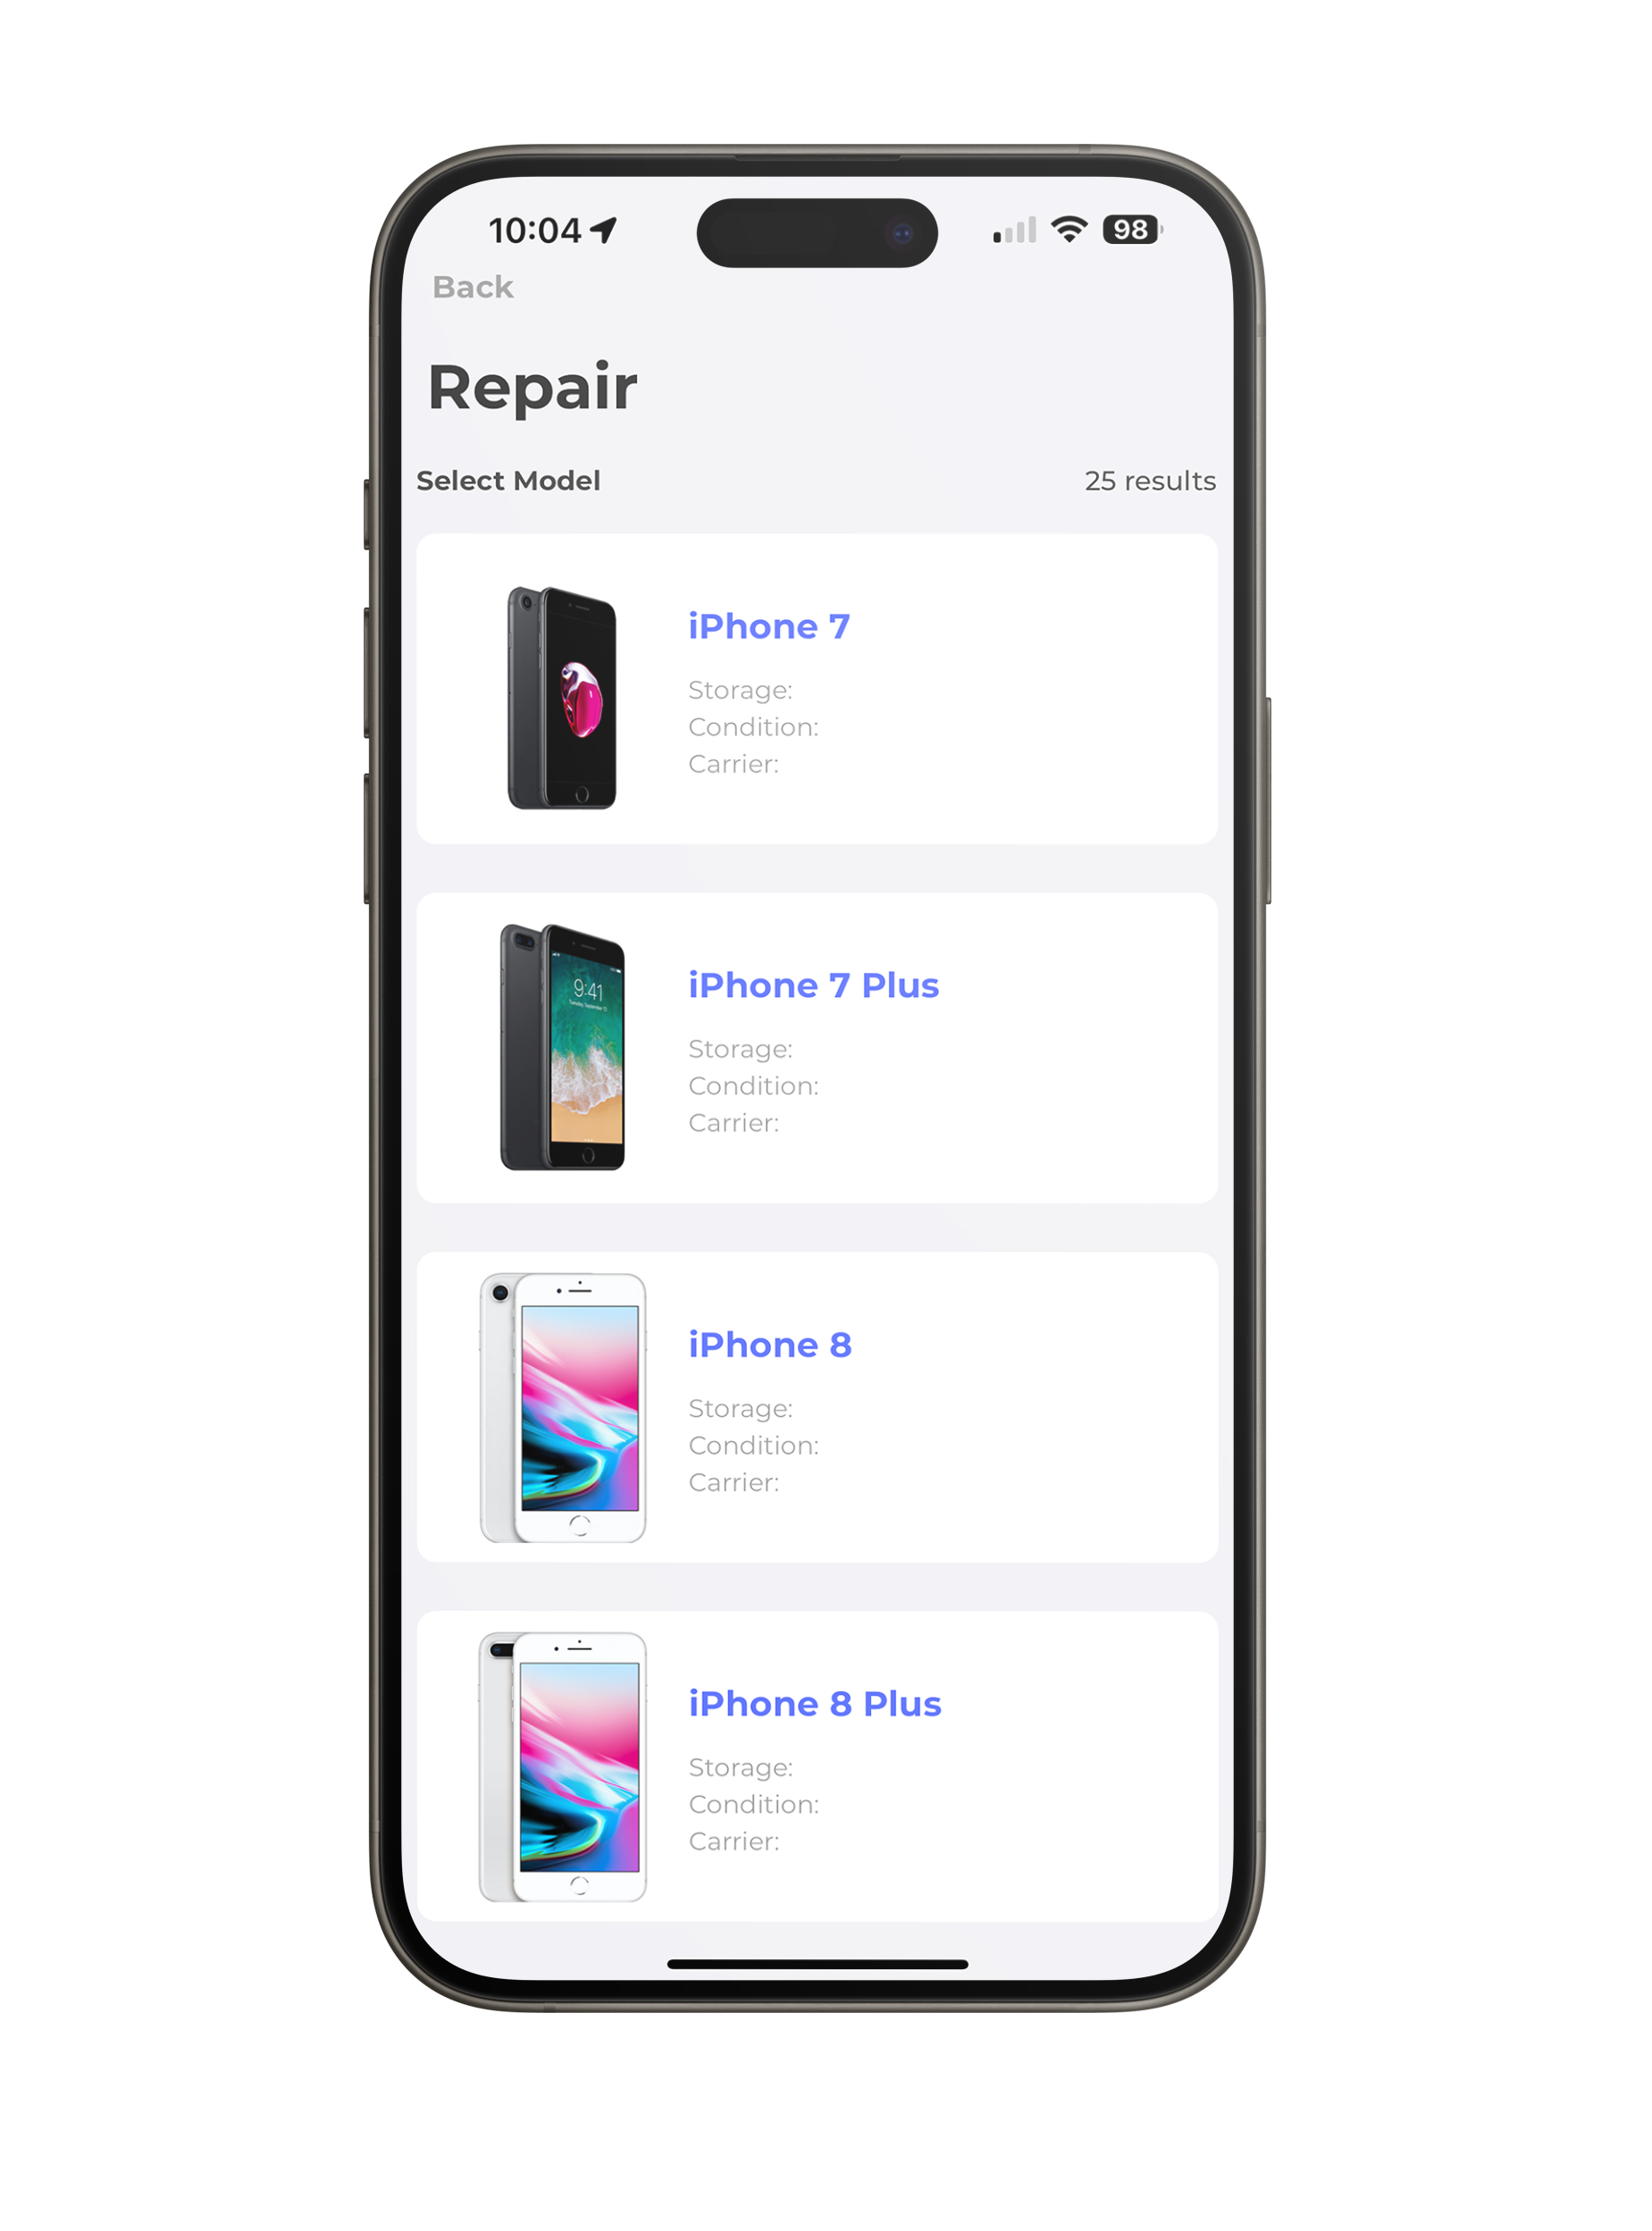 10:04
98
Back
Repair
Select Model
25 results
iPhone 7
Storage:
Condition:
Carrier:
iPhone 7 Plus
9:41
Storage:
Condition:
Carrier:
iPhone 8
Storage:
Condition:
Carrier:
iPhone 8 Plus
Storage:
Condition:
Carrier: